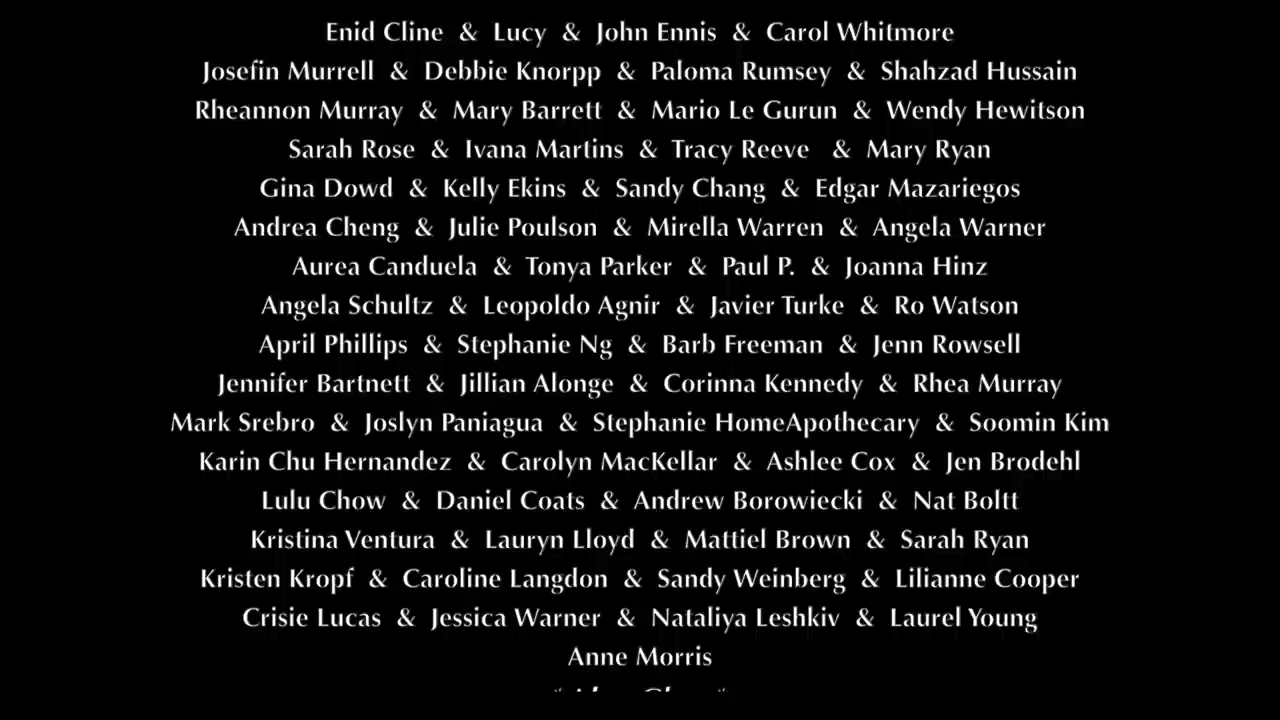 Enid Cline & Lucy & John Ennis & Carol Whitmore
Josefin Murrell & Debbie Knorpp & Paloma Rumsey & Shahzad Hussain
Rheannon Murray & Mary Barrett & Mario Le Gurun & Wendy Hewitson
Sarah Rose & Ivana Martins & Tracy Reeve & Mary Ryan
Gina Dowd & Kelly Ekins & Sandy Chang & Edgar Mazariegos
Andrea Cheng & Julie Poulson & Mirella Warren & Angela Warner
Aurea Canduela & Tonya Parker & Paul P. & Joanna Hinz
Angela Schultz & Leopoldo Agnir & Javier Turke & Ro Watson
April Phillips & Stephanie Ng & Barb Freeman & Jenn Rowsell
Jennifer Bartnett & Jillian Alonge & Corinna Kennedy & Rhea Murray
Mark Srebro & Joslyn Paniagua & Stephanie HomeApothecary & Soomin Kim
Karin Chu Hernandez & Carolyn MacKellar & Ashlee Cox & Jen Brodehl
Lulu Chow & Daniel Coats & Andrew Borowiecki & Nat Boltt
Kristina Ventura & Lauryn Lloyd & Mattiel Brown & Sarah Ryan
Kristen Kropf & Caroline Langdon & Sandy Weinberg & Lilianne Cooper
Crisie Lucas & Jessica Warner & Nataliya Leshkiv & Laurel Young
Anne Morris